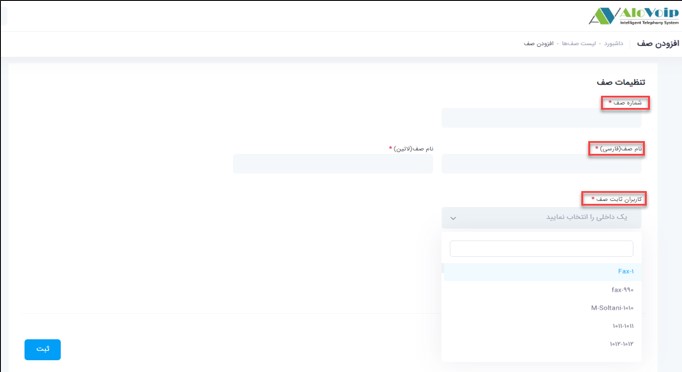 AloVoip
Intelligent Telephony System
افزودن صف
داشبورد - لیست صف‌ها - افزودن صف
تنظیمات صف
شماره صف *
نام صف(فارسی) *
نام صف(لاتین) *
کاربران ثابت صف *
یک داخلی را انتخاب نمایید
Fax-۱
fax-۹۹۰
M-Soltani-۱۰۱۰
۱۰۱۱-۱۰۱۱
۱۰۱۲-۱۰۱۲
ثبت